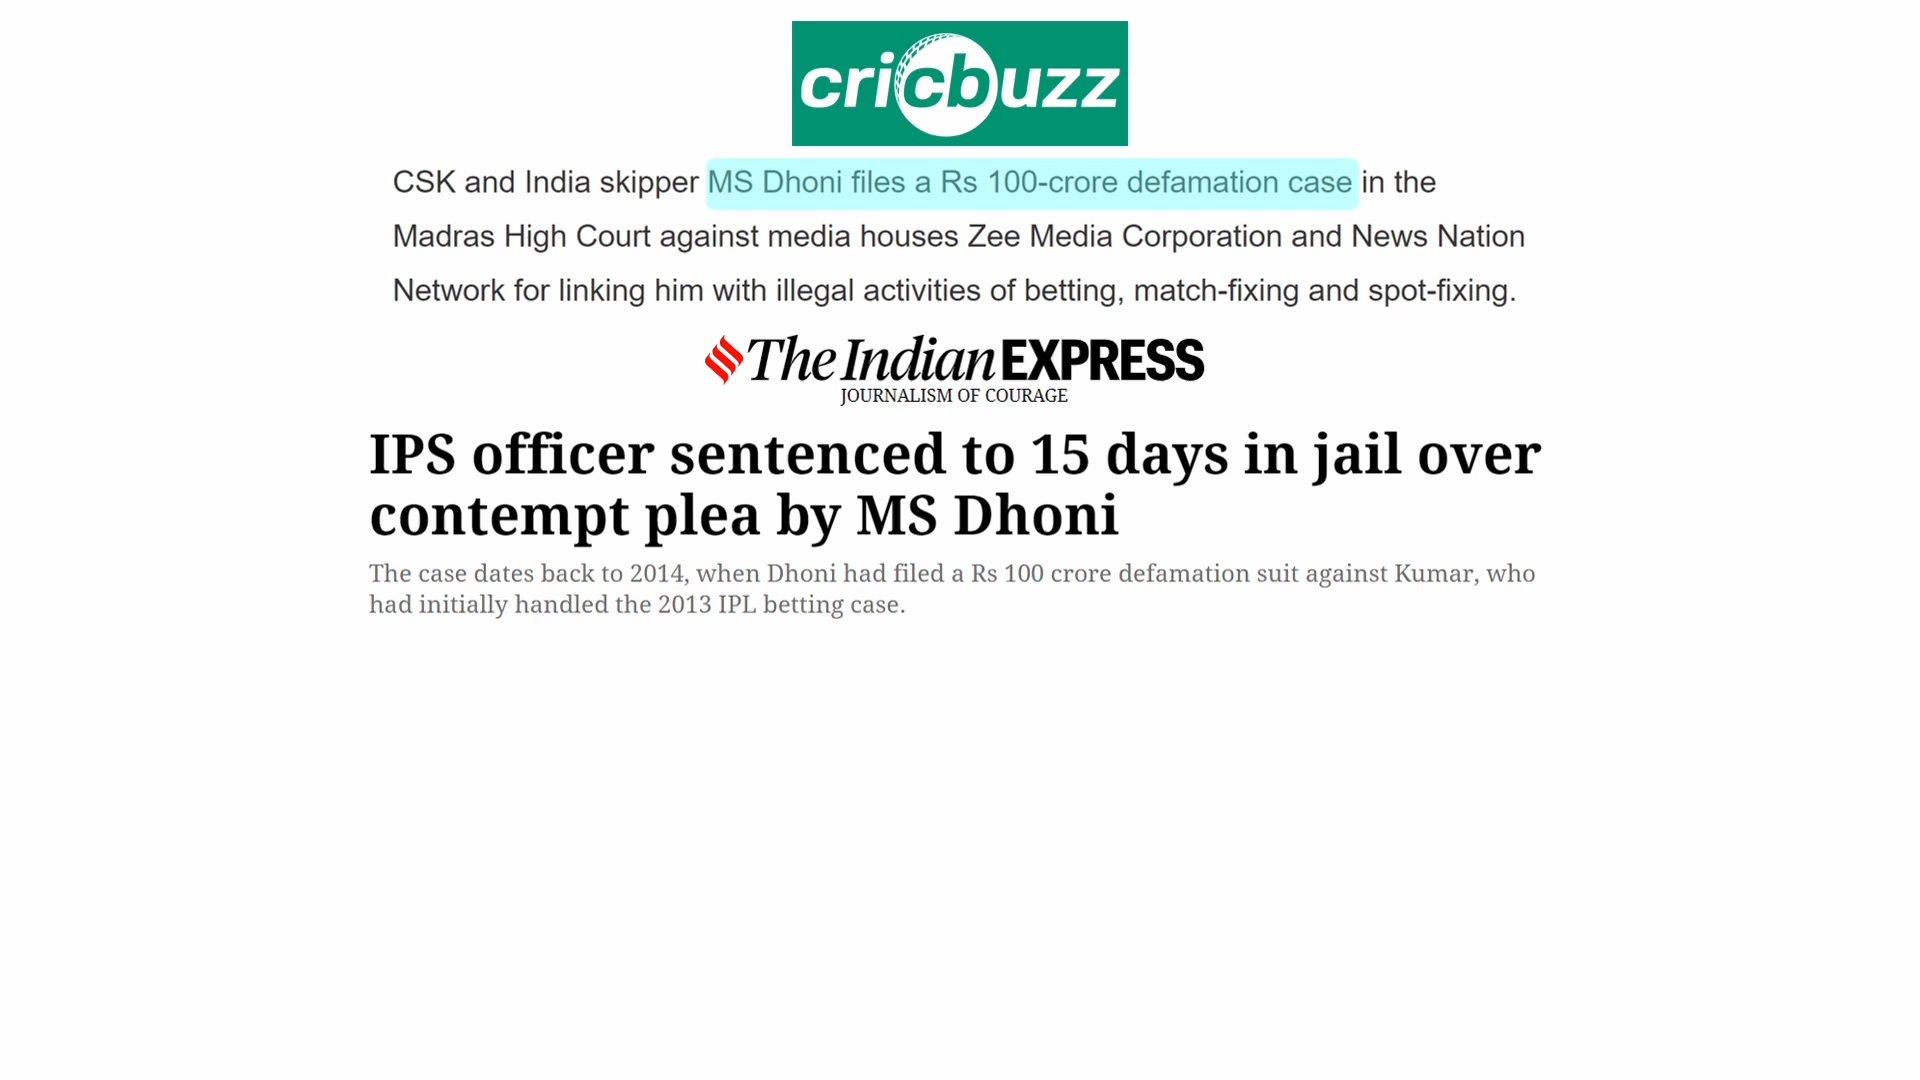 cricbuzz
CSK and India skipper MS Dhoni files a Rs 100-crore defamation case in the
Madras High Court against media houses Zee Media Corporation and News Nation
Network for linking him with illegal activities of betting, match-fixing and spot-fixing.
The Indian EXPRESS
JOURNALISM OF COURAGE
IPS officer sentenced to 15 days in jail over
contempt plea by MS Dhoni
The case dates back to 2014, when Dhoni had filed a Rs 100 crore defamation suit against Kumar, who
had initially handled the 2013 IPL betting case.